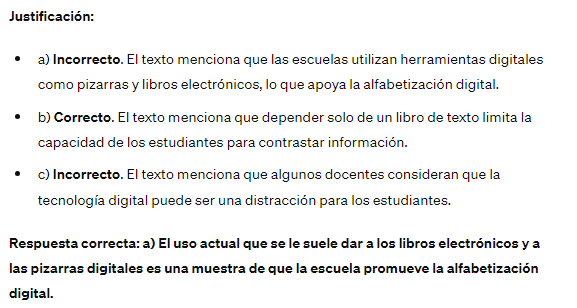 Justificación:
• a) Incorrecto. El texto menciona que las escuelas utilizan herramientas digitales
como pizarras y libros electrónicos, lo que apoya la alfabetización digital.
• b) Correcto. El texto menciona que depender solo de un libro de texto limita la
capacidad de los estudiantes para contrastar información.
• c) Incorrecto. El texto menciona que algunos docentes consideran que la
tecnología digital puede ser una distracción para los estudiantes.
Respuesta correcta: a) El uso actual que se le suele dar a los libros electrónicos y a
las pizarras digitales es una muestra de que la escuela promueve la alfabetización
digital.